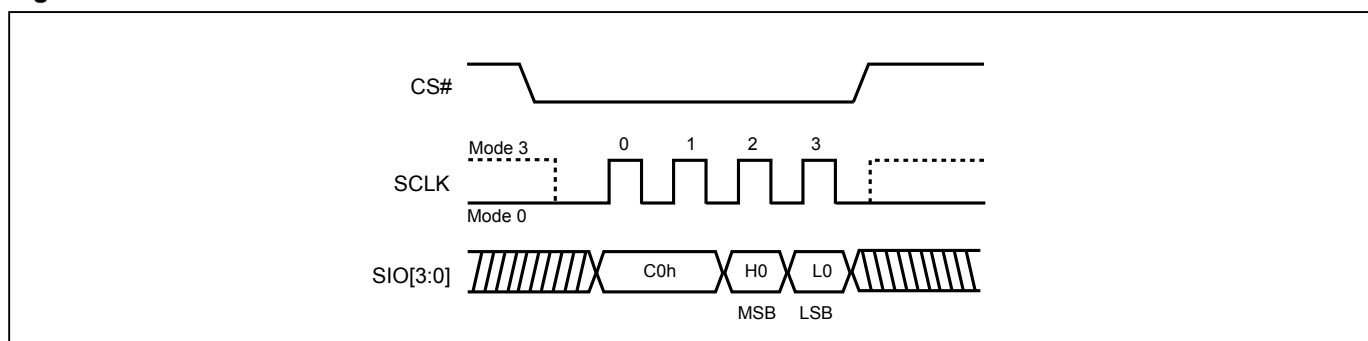 CS#
Mode 3
0 1 2 3
SCLK
Mode 0
SIO[3:0]
C0h H0 L0
MSB LSB